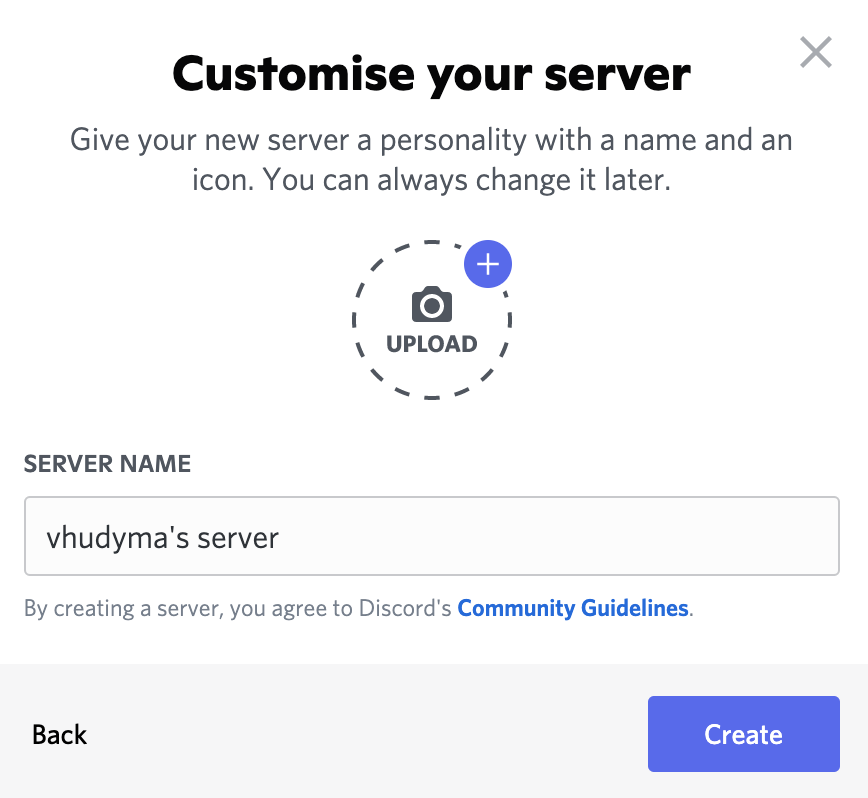 Customise your server
Give your new server a personality with a name and an
icon. You can always change it later.
UPLOAD
SERVER NAME
vhudyma's server
By creating a server, you agree to Discord's Community Guidelines.
Back
Create